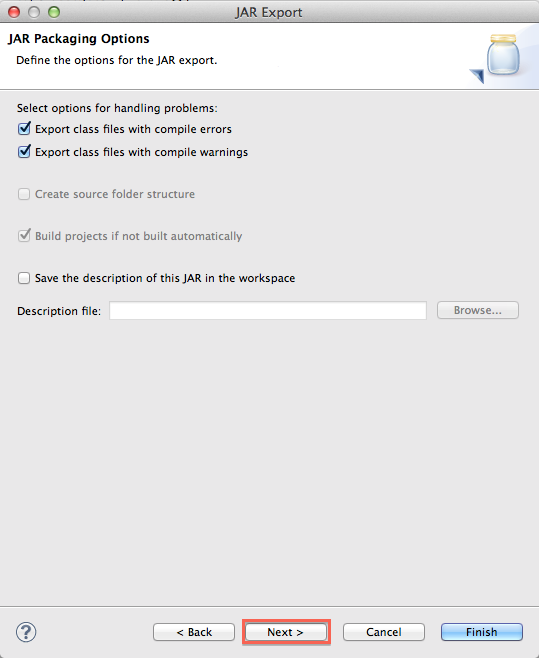 JAR Export
JAR Packaging Options
Define the options for the JAR export.
Select options for handling problems:
Export class files with compile errors
Export class files with compile warnings
Create source folder structure
Build projects if not built automatically
Save the description of this JAR in the workspace
Description file:
Browse...
?
< Back
Next >
Cancel
Finish